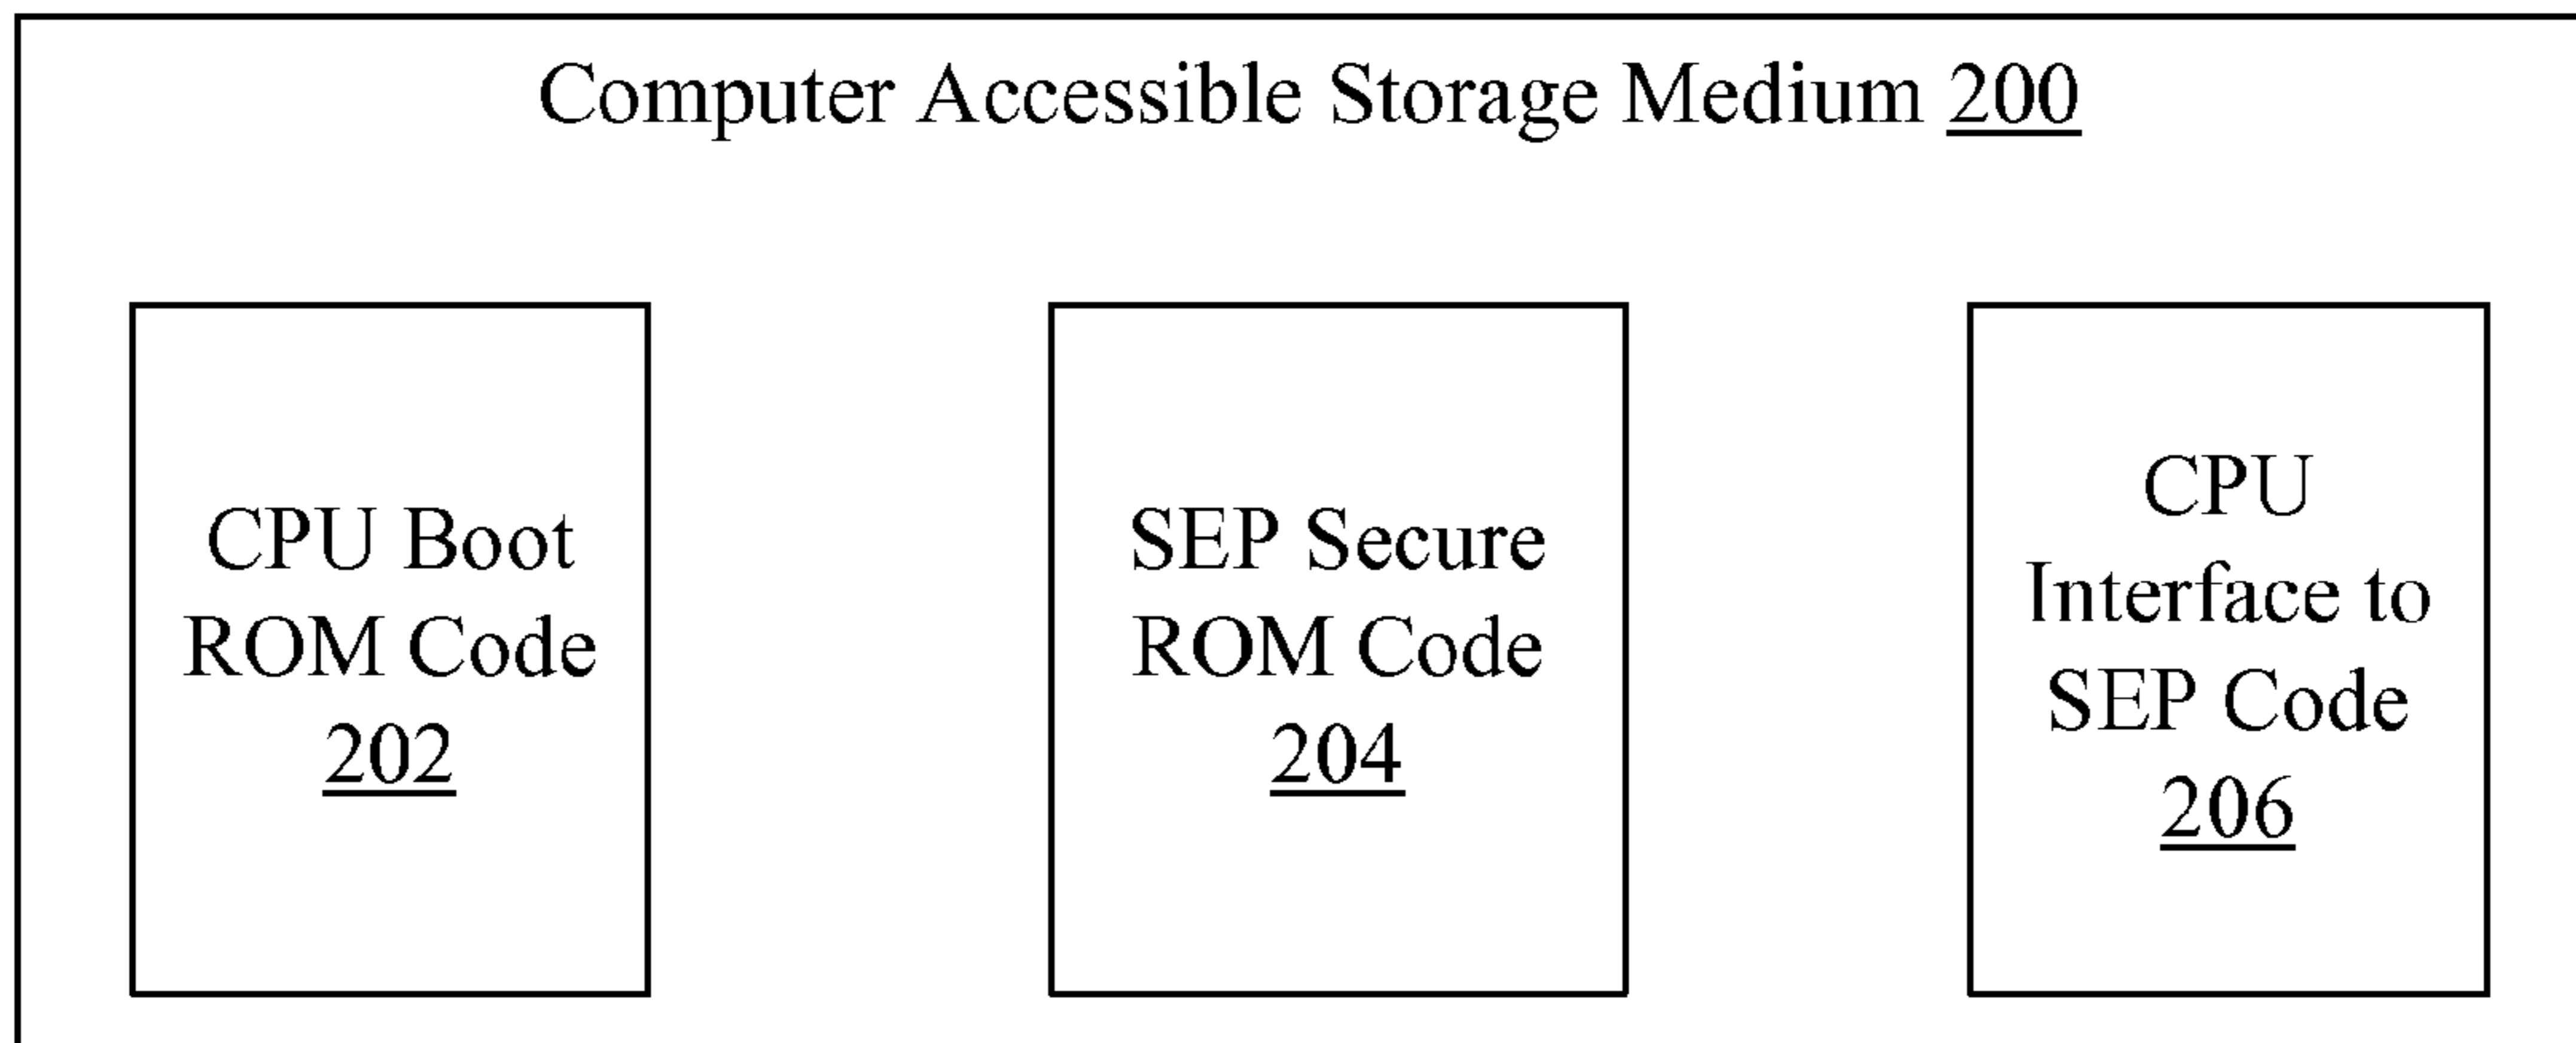 Computer Accessible Storage Medium 200
CPU Boot
ROM Code
202
SEP Secure
ROM Code
204
CPU
Interface to
SEP Code
206